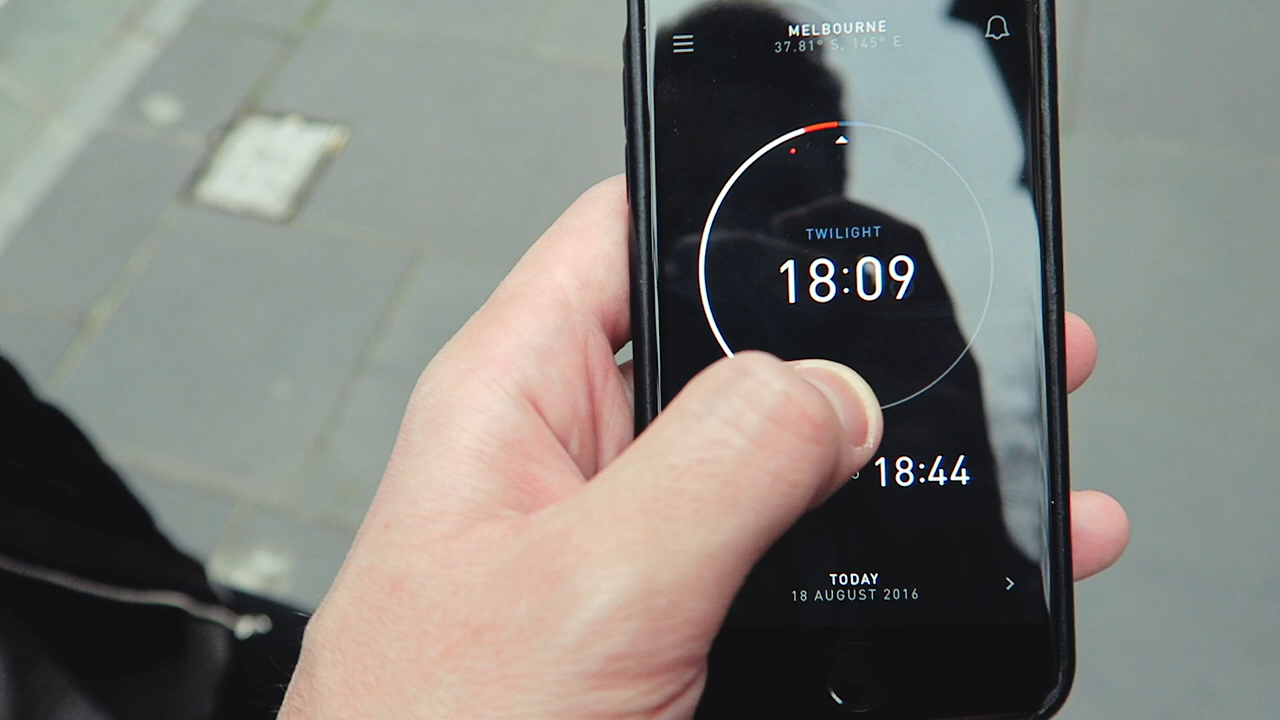 MELBOURNE
37.81° S, 145° E
TWILIGHT
18:09
18:44
TODAY
18 AUGUST 2016